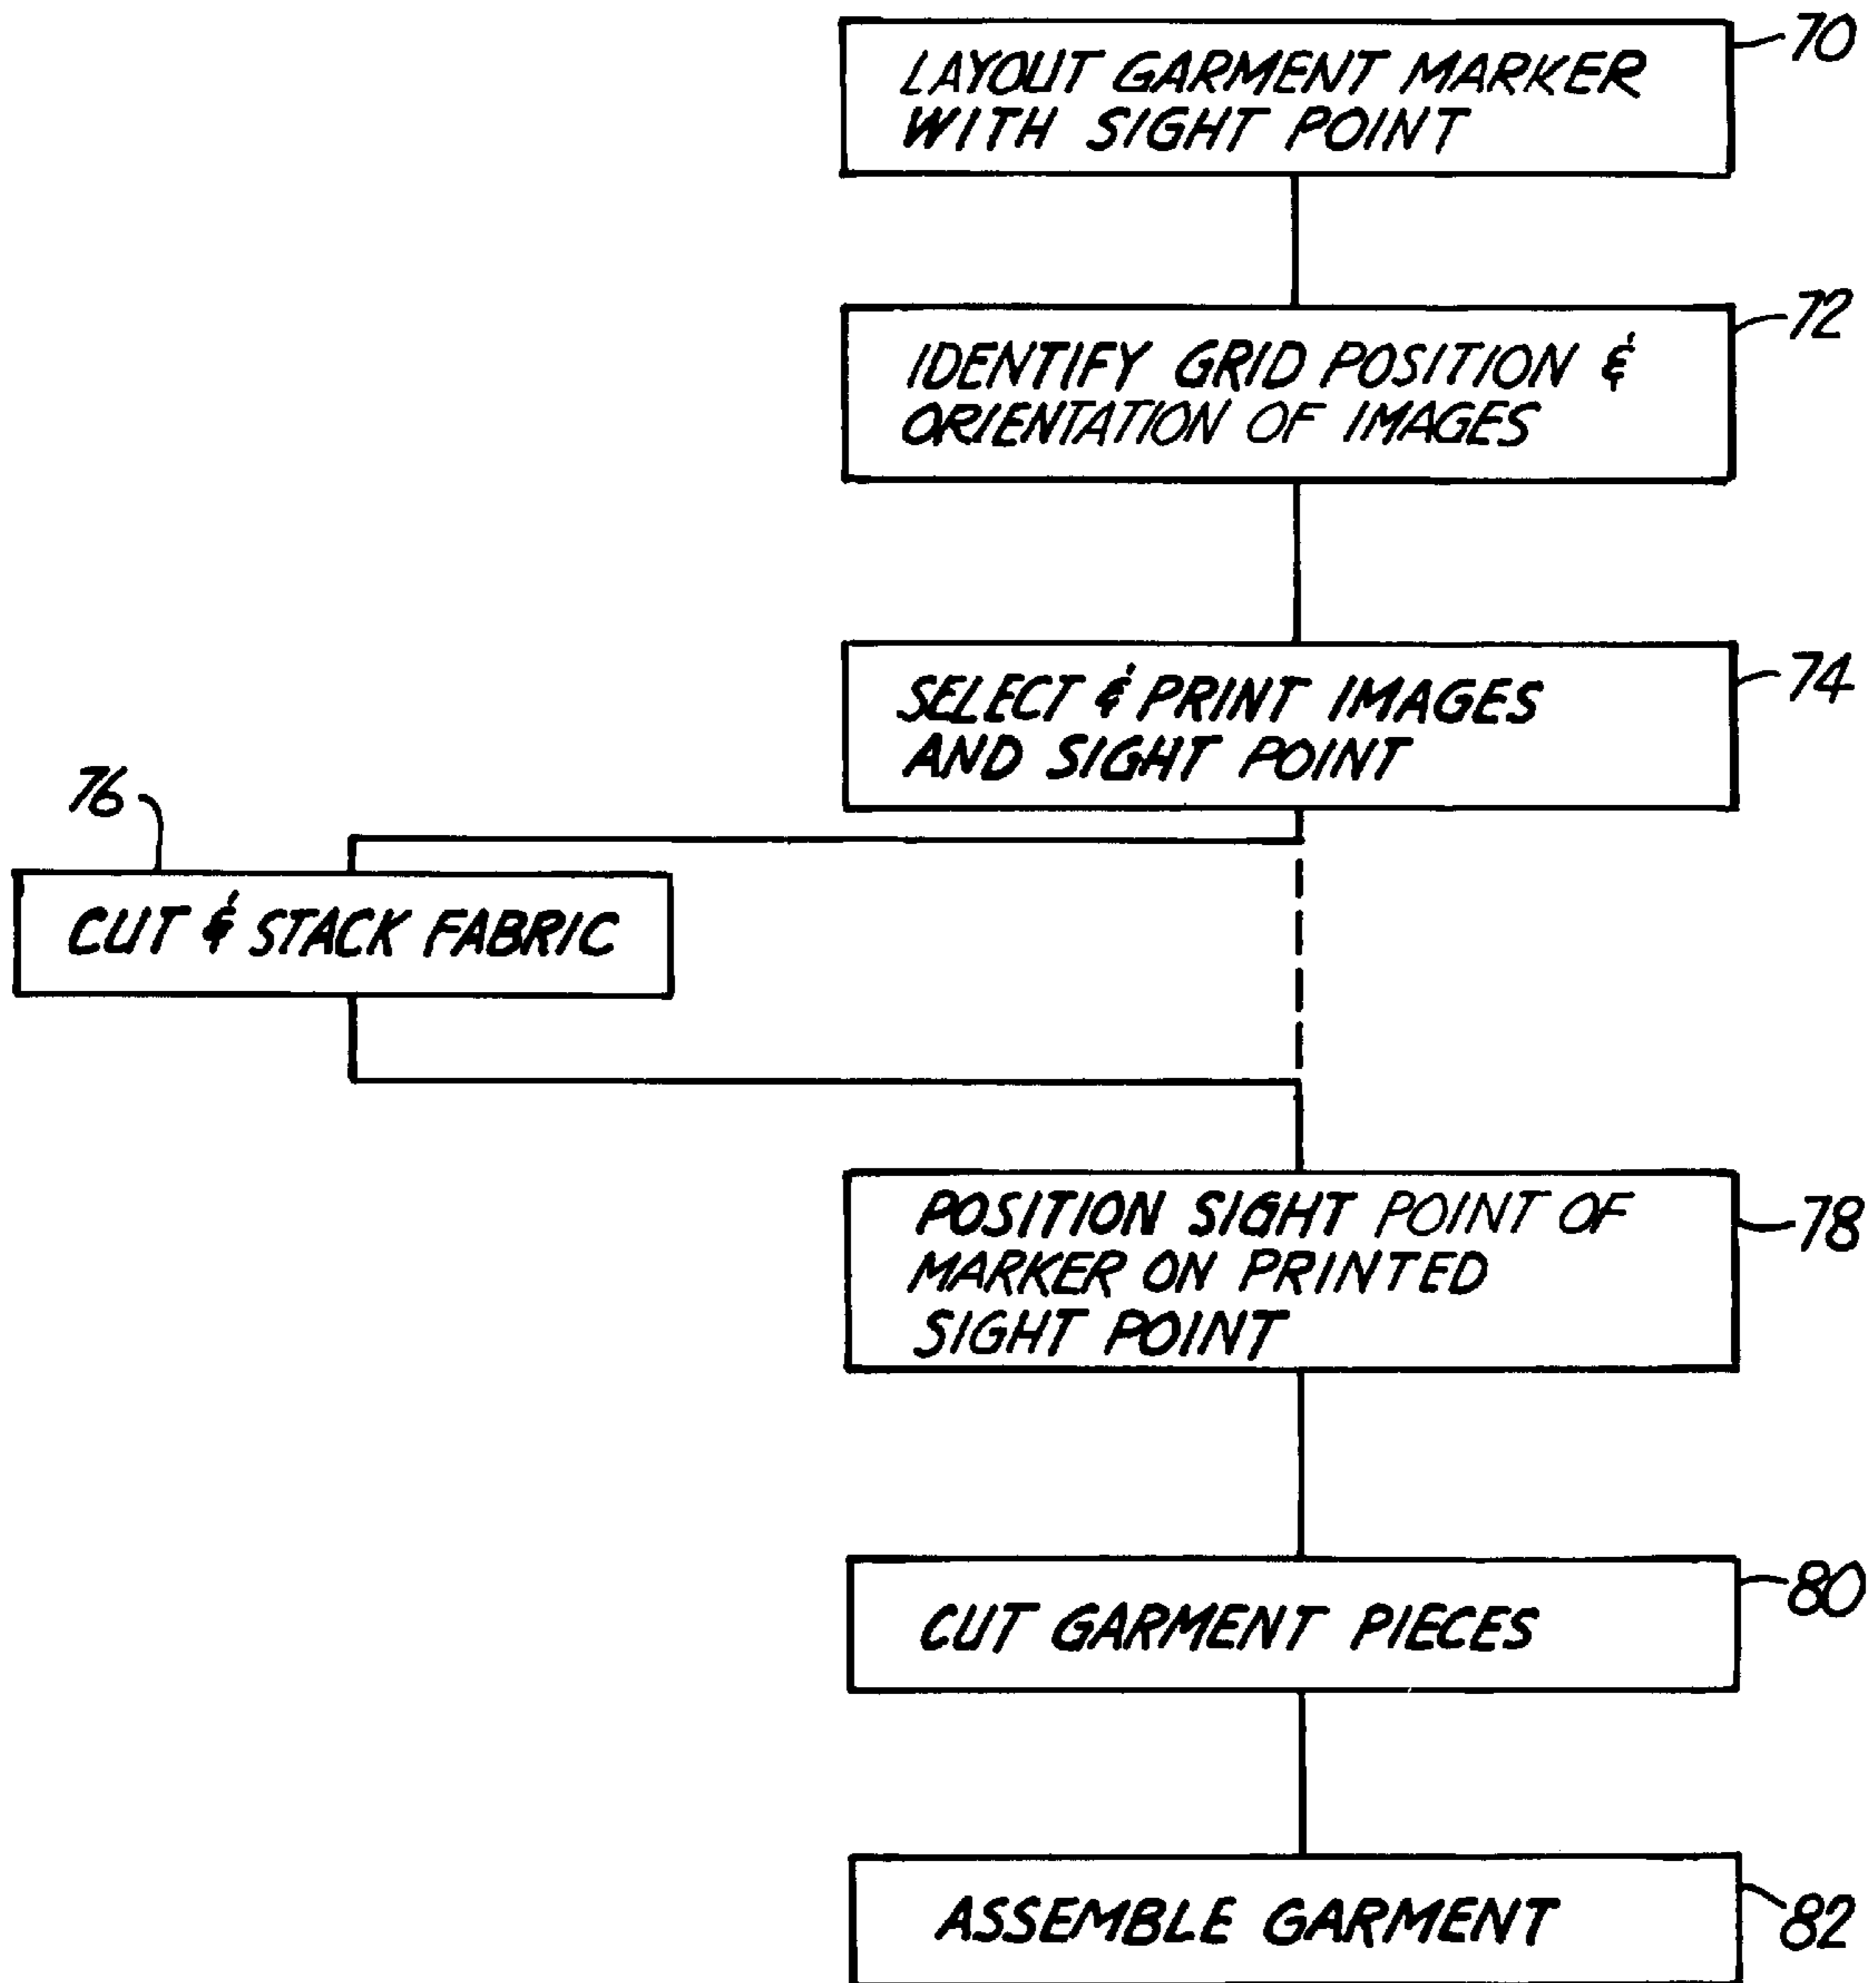 70
LAYOUT GARMENT MARKER
WITH SIGHT POINT
72
IDENTIFY GRID POSITION &
ORIENTATION OF IMAGES
74
SELECT & PRINT IMAGES
AND SIGHT POINT
76
CUT & STACK FABRIC
78
POSITION SIGHT POINT OF
MARKER ON PRINTED
SIGHT POINT
80
CUT GARMENT PIECES
82
ASSEMBLE GARMENT